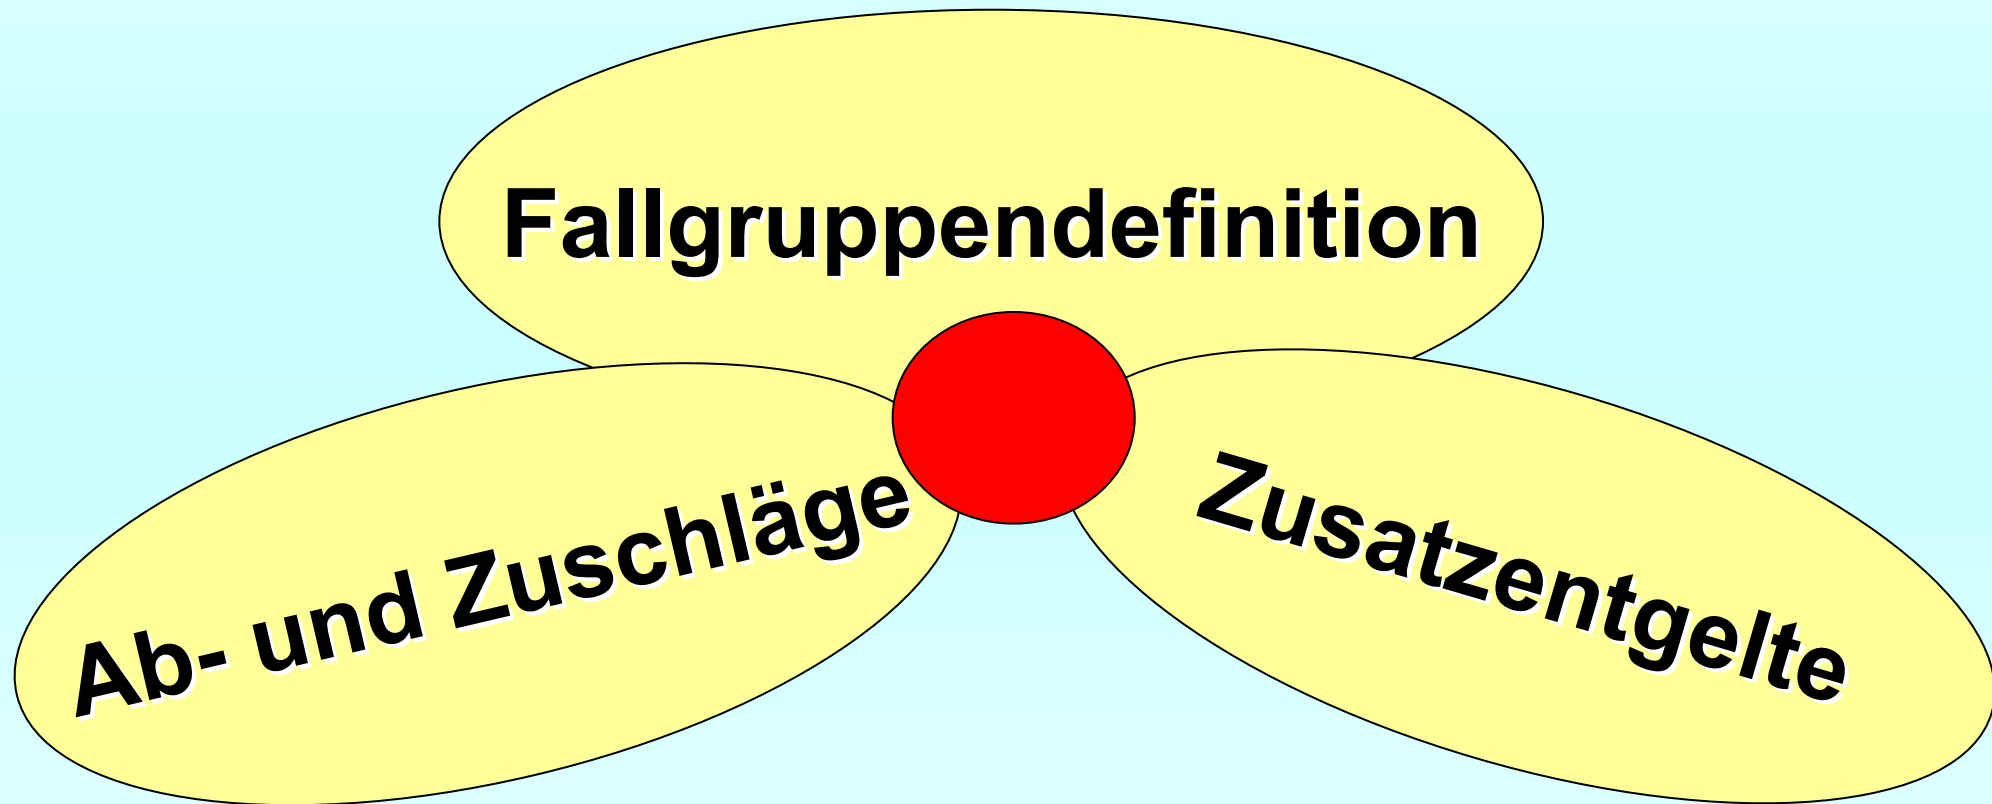 Fallgruppendefinition
Ab- und Zuschläge
Zusatzentgelte